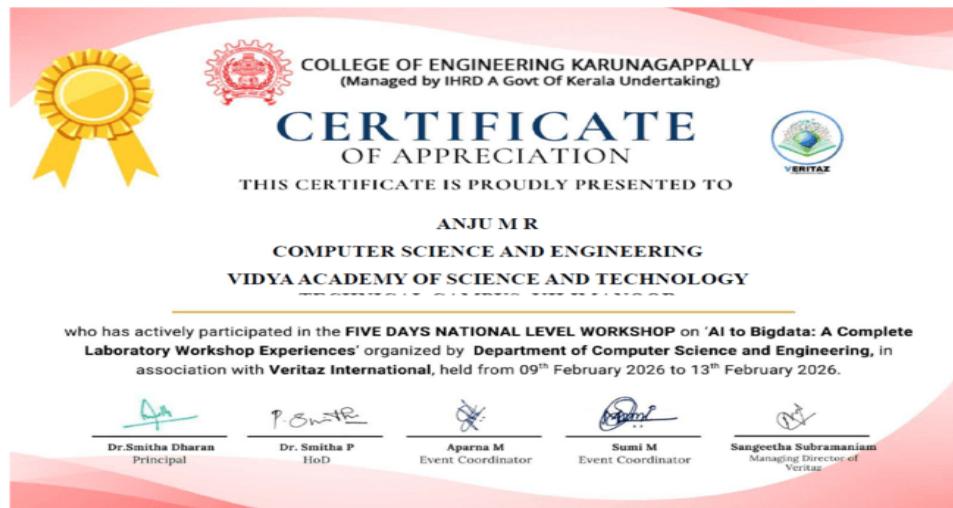 COLLEGE OF ENGINEERING KARUNAGAPPALLY
(Managed by IHRD A Govt Of Kerala Undertaking)
CERTIFICATE
OF APPRECIATION
VERITAZ
THIS CERTIFICATE IS PROUDLY PRESENTED TO
ANJU M R
COMPUTER SCIENCE AND ENGINEERING
VIDYA ACADEMY OF SCIENCE AND TECHNOLOGY
TECHNICAL CAMPUS
who has actively participated in the FIVE DAYS NATIONAL LEVEL WORKSHOP on ‘AI to Bigdata: A Complete
Laboratory Workshop Experiences’ organized by Department of Computer Science and Engineering, in
association with Veritaz International, held from 09th February 2026 to 13th February 2026.
P. Smitha
Dr.Smitha Dharan Dr. Smitha P Aparna M Sumi M Sangeetha Subramaniam
Principal HoD Event Coordinator Event Coordinator Managing Director of
Veritaz